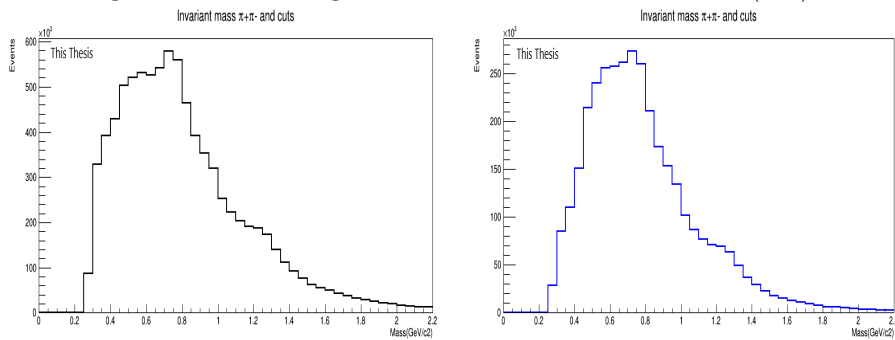 Invariant mass π+π- and cuts
×10³
Events
This Thesis
600
500
400
300
200
100
0
0 0.2 0.4 0.6 0.8 1 1.2 1.4 1.6 1.8 2 2.2
Mass(GeV/c2)
Invariant mass π+π- and cuts
×10³
Events
This Thesis
250
200
150
100
50
0
0 0.2 0.4 0.6 0.8 1 1.2 1.4 1.6 1.8 2 2.2
Mass(GeV/c2)